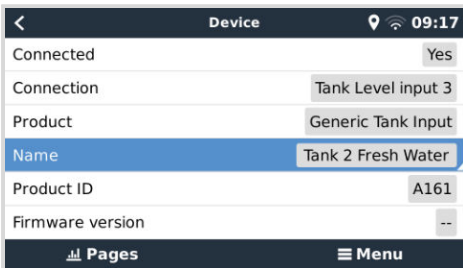 Device 09:17
Connected Yes
Connection Tank Level input 3
Product Generic Tank Input
Name Tank 2 Fresh Water
Product ID A161
Firmware version --
Pages Menu